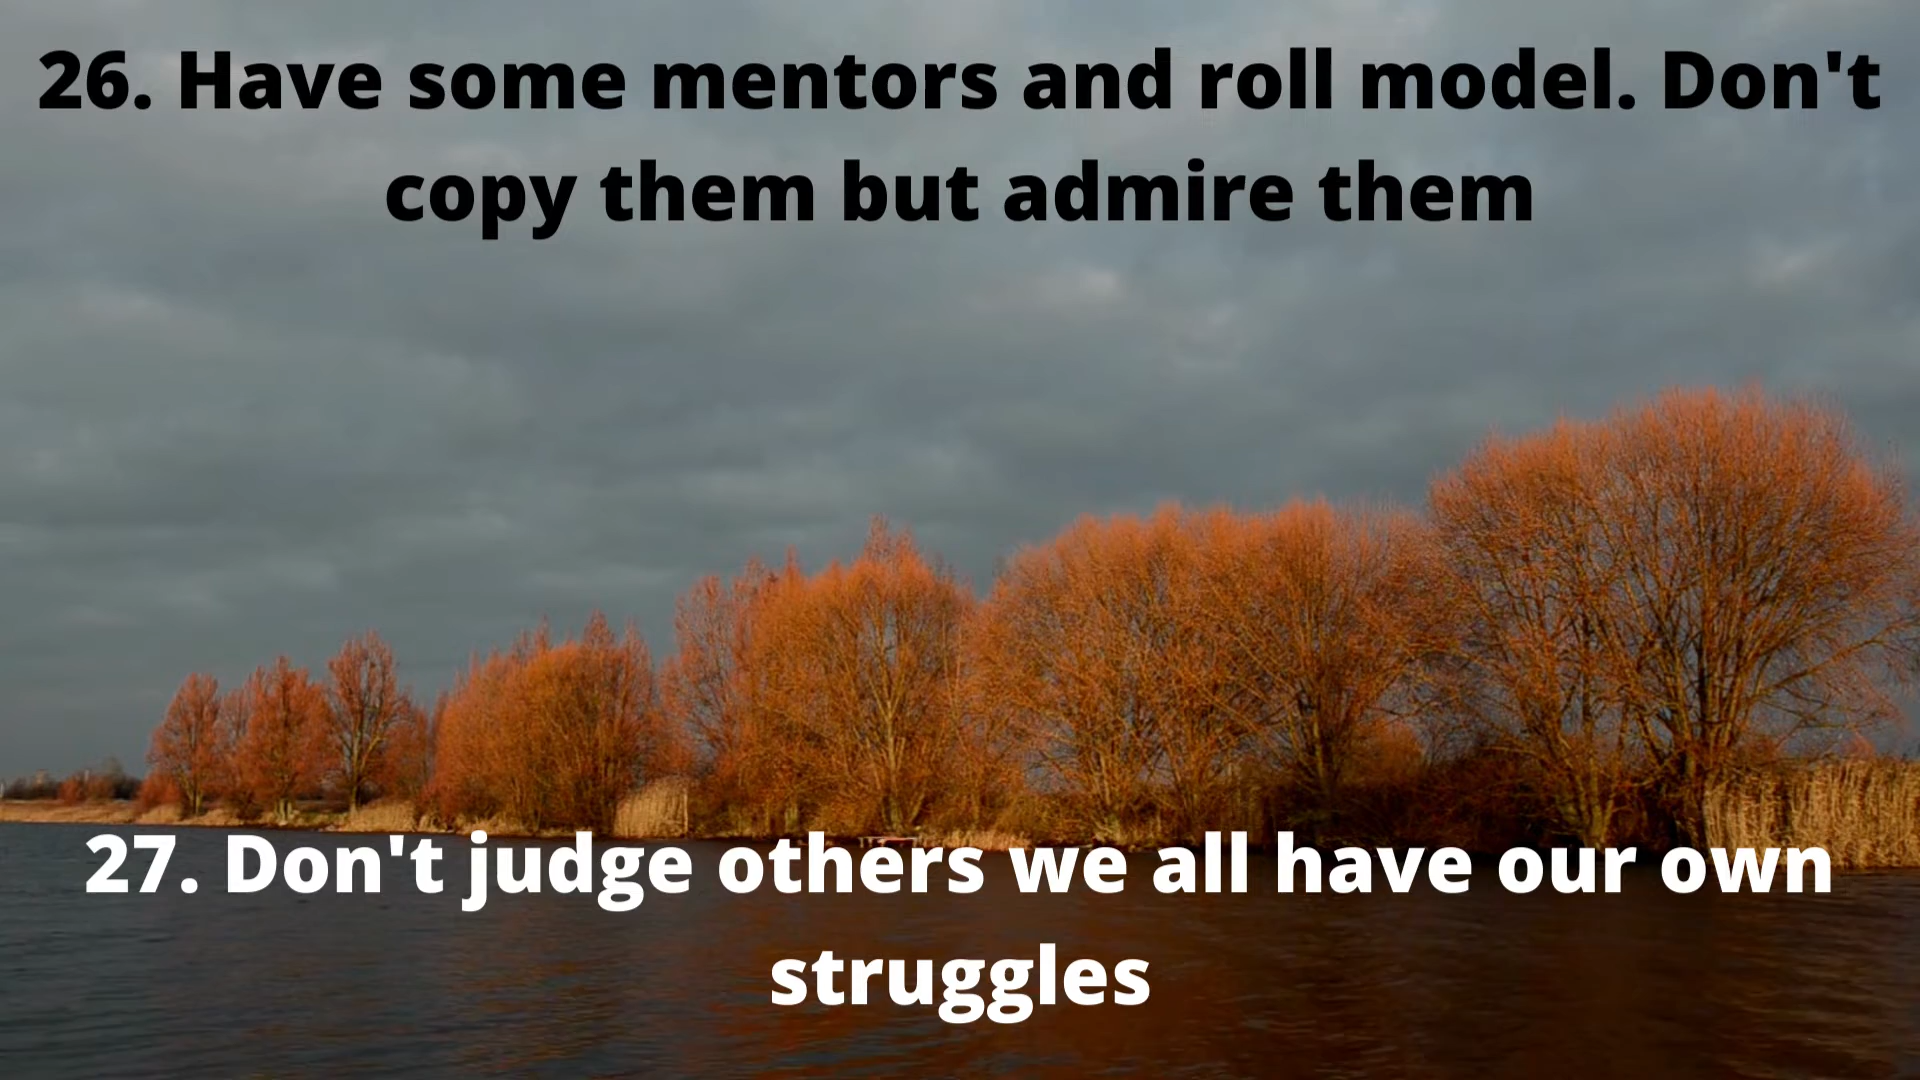 26. Have some mentors and roll model. Don't
copy them but admire them
27. Don't judge others we all have our own
struggles